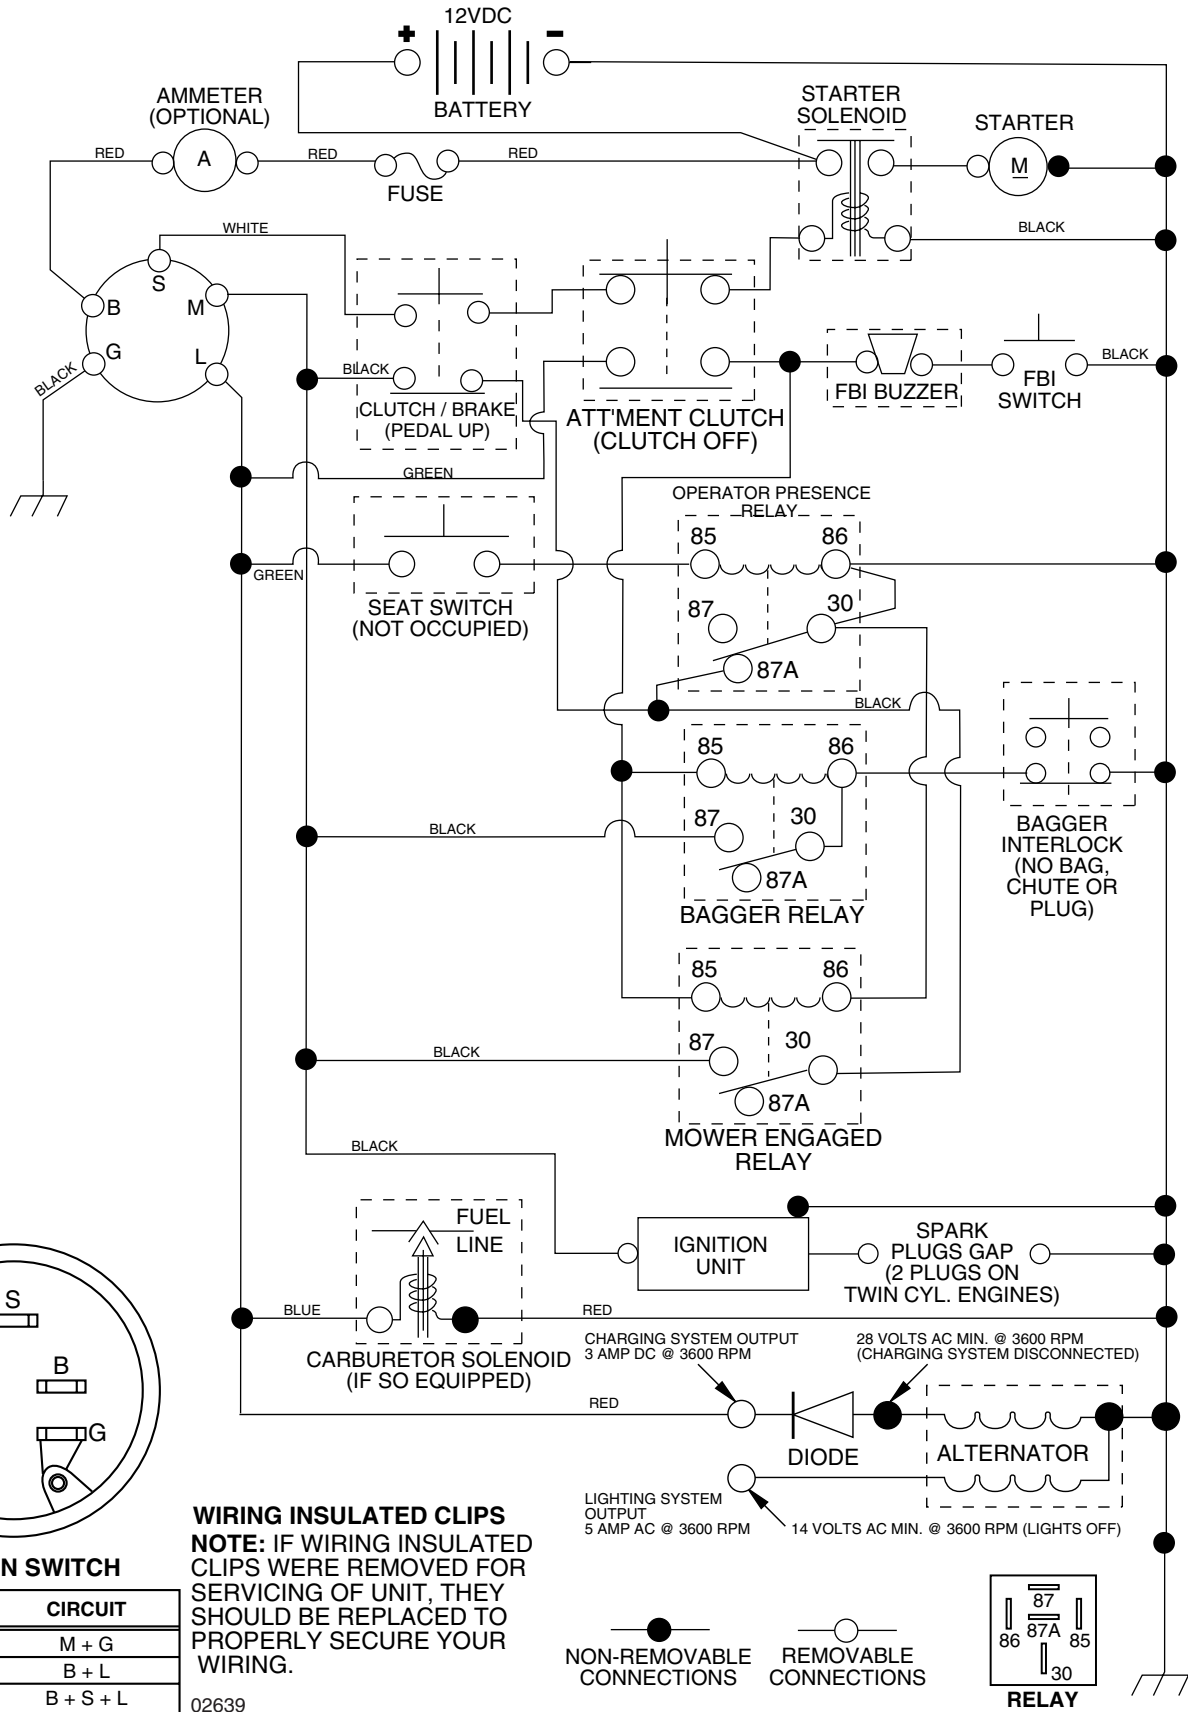 12VDC
+
-
BATTERY
AMMETER
(OPTIONAL)
STARTER
SOLENOID
STARTER
RED
A
RED
FUSE
RED
M
WHITE
BLACK
S
B
M
G
L
BLACK
BLACK
CLUTCH / BRAKE
(PEDAL UP)
ATT'MENT CLUTCH
(CLUTCH OFF)
FBI BUZZER
FBI
SWITCH
BLACK
GREEN
OPERATOR PRESENCE
RELAY
85
86
GREEN
SEAT SWITCH
(NOT OCCUPIED)
87
30
87A
BLACK
85
86
BLACK
87
30
87A
BAGGER RELAY
BAGGER
INTERLOCK
(NO BAG,
CHUTE OR
PLUG)
85
86
BLACK
87
30
87A
MOWER ENGAGED
RELAY
BLACK
FUEL
LINE
IGNITION
UNIT
SPARK
PLUGS GAP
(2 PLUGS ON
TWIN CYL. ENGINES)
BLUE
RED
CARBURETOR SOLENOID
(IF SO EQUIPPED)
CHARGING SYSTEM OUTPUT
3 AMP DC @ 3600 RPM
28 VOLTS AC MIN. @ 3600 RPM
(CHARGING SYSTEM DISCONNECTED)
RED
DIODE
ALTERNATOR
LIGHTING SYSTEM
OUTPUT
5 AMP AC @ 3600 RPM
14 VOLTS AC MIN. @ 3600 RPM (LIGHTS OFF)
S
B
G
N SWITCH
CIRCUIT
M + G
B + L
B + S + L
WIRING INSULATED CLIPS
NOTE: IF WIRING INSULATED
CLIPS WERE REMOVED FOR
SERVICING OF UNIT, THEY
SHOULD BE REPLACED TO
PROPERLY SECURE YOUR
WIRING.
02639
NON-REMOVABLE
CONNECTIONS
REMOVABLE
CONNECTIONS
87
86
87A
85
30
RELAY